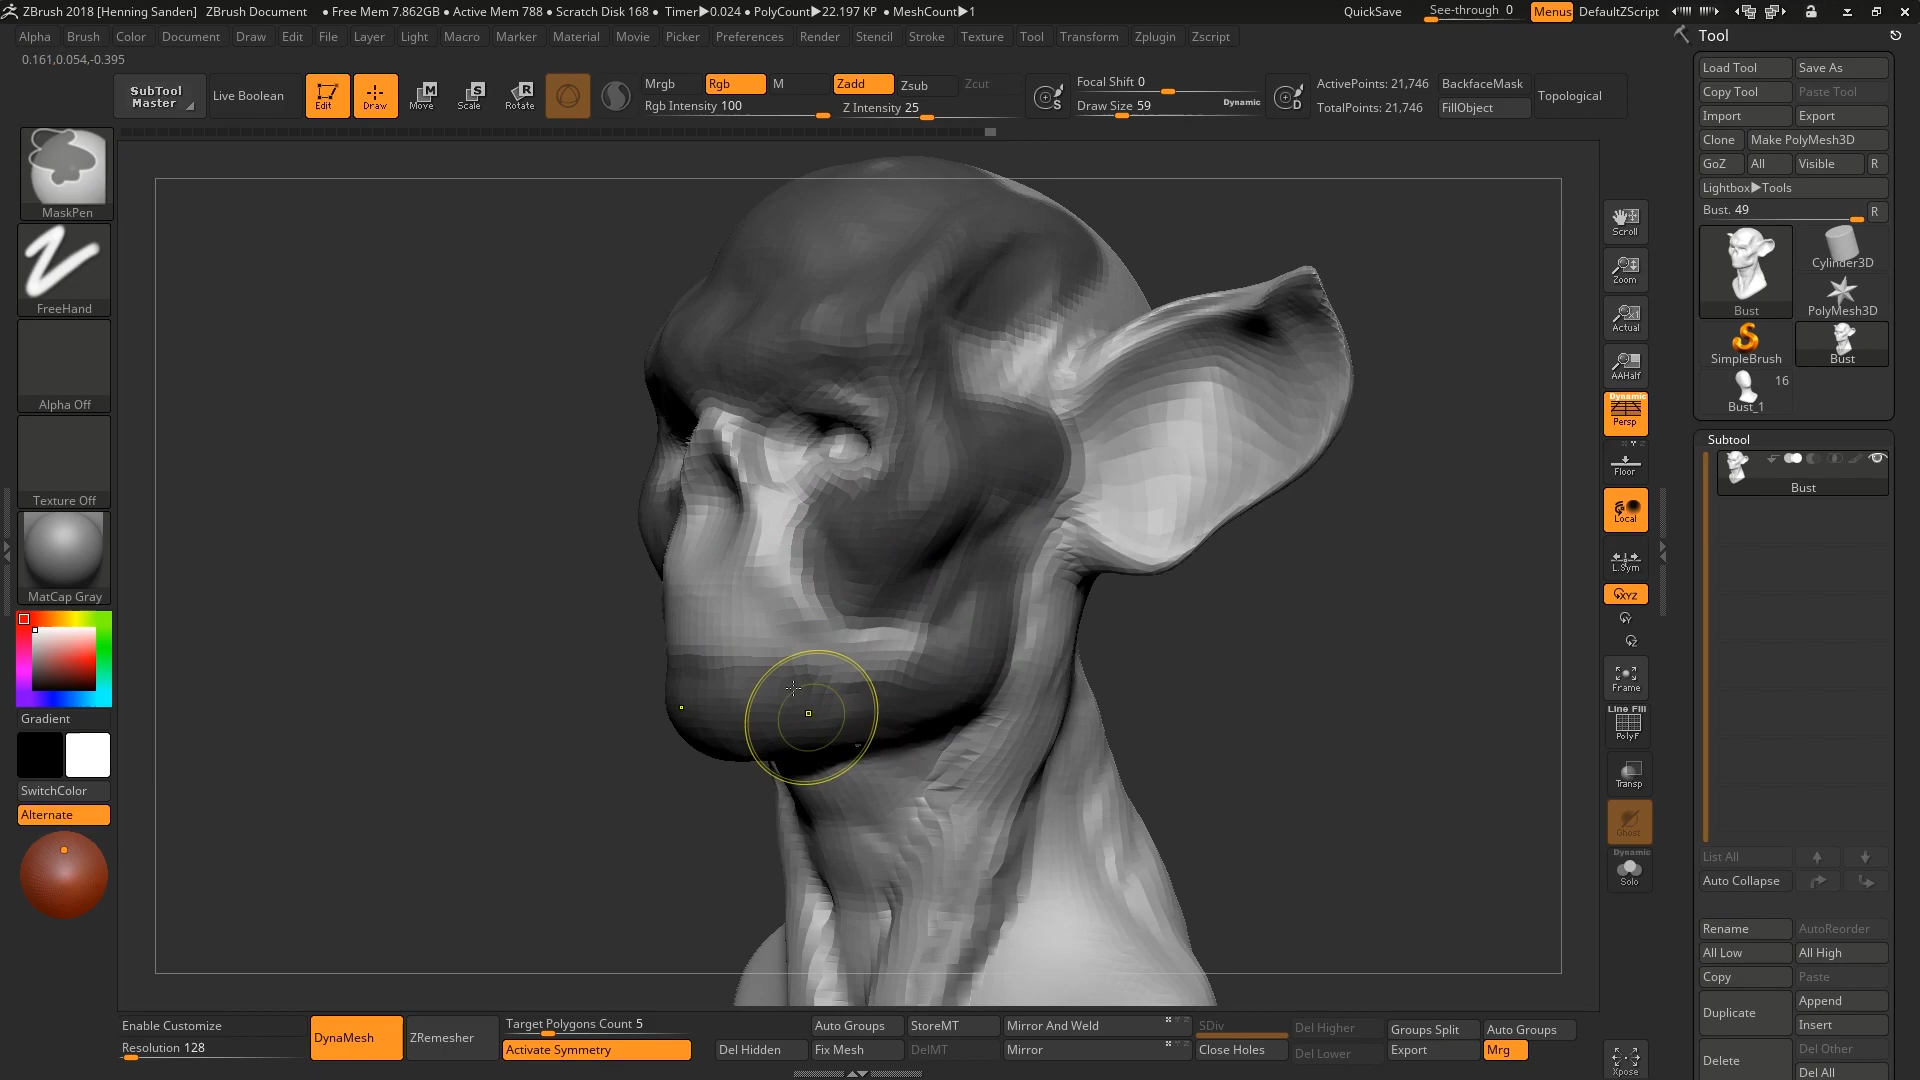 ZBrush 2018 [Henning Sanden] ZBrush Document • Free Mem 7.862GB • Active Mem 788 • Scratch Disk 168 • Timer▶0.024 • PolyCount▶22.197 KP • MeshCount▶1 QuickSave See-through 0 Menus DefaultZScript
Alpha Brush Color Document Draw Edit File Layer Light Macro Marker Material Movie Picker Preferences Render Stencil Stroke Texture Tool Transform Zplugin Zscript
Tool
0.161,0.054,-0.395
SubTool Master
Live Boolean
Edit
Draw
Move
Scale
Rotate
Mrgb Rgb M
Rgb Intensity 100
Zadd Zsub Zcut
Z Intensity 25
S
Focal Shift 0
Draw Size 59 Dynamic
D
ActivePoints: 21,746
TotalPoints: 21,746
BackfaceMask
FillObject
Topological
MaskPen
FreeHand
Alpha Off
Texture Off
MatCap Gray
Gradient
SwitchColor
Alternate
Scroll
Zoom
Actual
AAHalf
Dynamic
Persp
Floor
Local
L.Sym
XYZ
Frame
Line Fill
PolyF
Transp
Ghost
Dynamic
Solo
Xpose
Load Tool Save As
Copy Tool Paste Tool
Import Export
Clone Make PolyMesh3D
GoZ All Visible R
Lightbox▶Tools
Bust. 49 R
Bust
Cylinder3D
PolyMesh3D
SimpleBrush
Bust
16
Bust_1
Subtool
Bust
List All
Auto Collapse
Rename AutoReorder
All Low All High
Copy Paste
Duplicate
Append
Insert
Delete
Del Other
Del All
Enable Customize
Resolution 128
DynaMesh
ZRemesher
Target Polygons Count 5
Activate Symmetry
Del Hidden
Auto Groups
Fix Mesh
StoreMT
DelMT
Mirror And Weld
Mirror
SDiv
Close Holes
Del Higher
Del Lower
Groups Split
Export
Auto Groups
Mrg